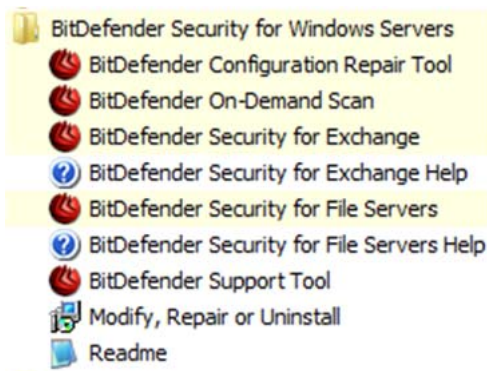 BitDefender Security for Windows Servers
BitDefender Configuration Repair Tool
BitDefender On-Demand Scan
BitDefender Security for Exchange
BitDefender Security for Exchange Help
BitDefender Security for File Servers
BitDefender Security for File Servers Help
BitDefender Support Tool
Modify, Repair or Uninstall
Readme